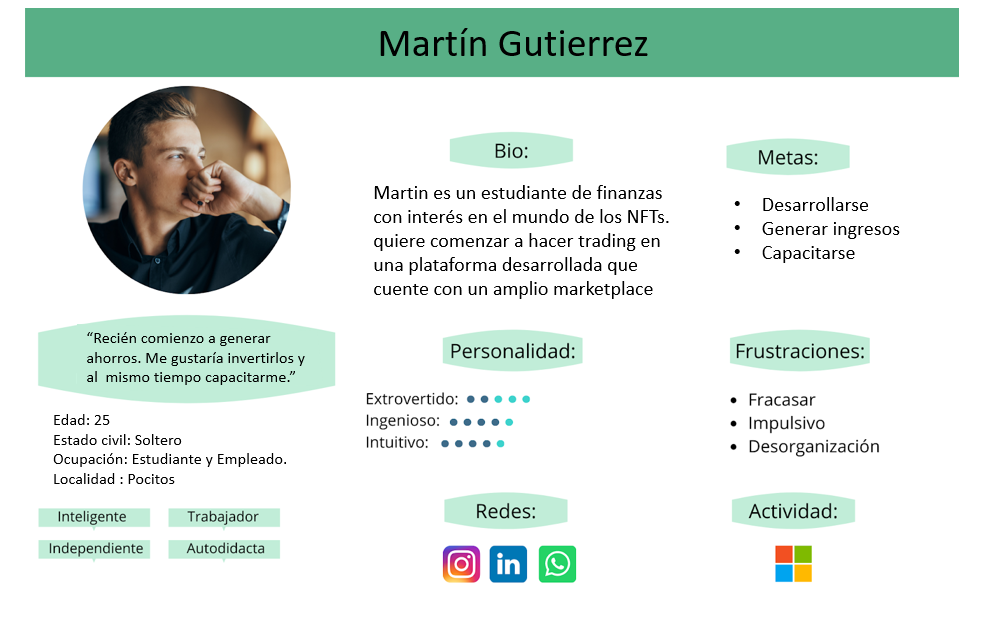 Martín Gutierrez
“Recién comienzo a generar
ahorros. Me gustaría invertirlos y
al mismo tiempo capacitarme.”
Edad: 25
Estado civil: Soltero
Ocupación: Estudiante y Empleado.
Localidad : Pocitos
Inteligente
Trabajador
Independiente
Autodidacta
Bio:
Martin es un estudiante de finanzas
con interés en el mundo de los NFTs.
quiere comenzar a hacer trading en
una plataforma desarrollada que
cuente con un amplio marketplace
Personalidad:
Extrovertido:
Ingenioso:
Intuitivo:
Redes:
in
Metas:
• Desarrollarse
• Generar ingresos
• Capacitarse
Frustraciones:
• Fracasar
• Impulsivo
• Desorganización
Actividad: